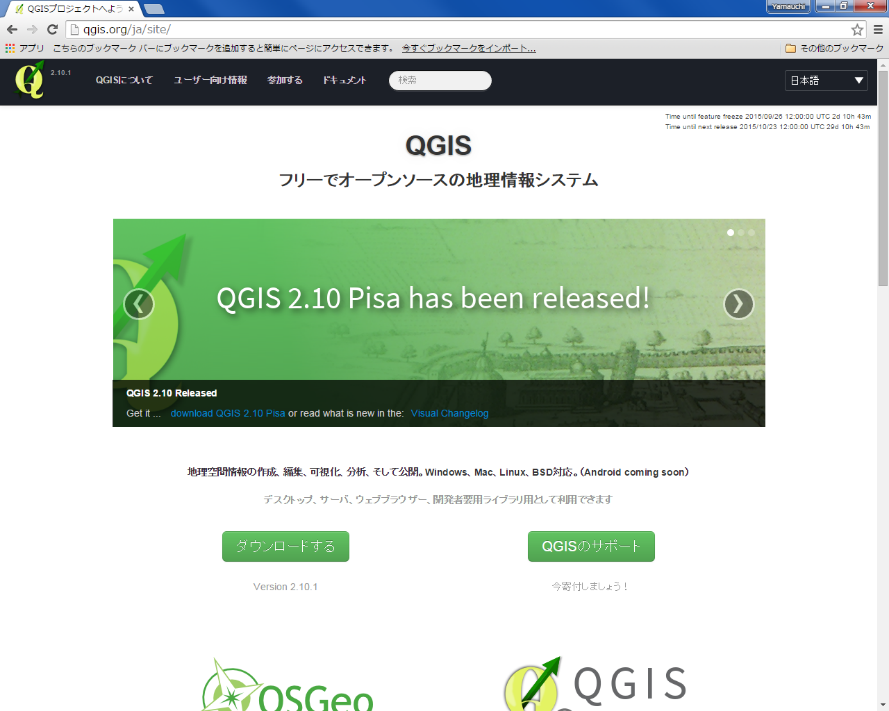 QGISプロジェクトへよう
Yamauchi
qgis.org/ja/site/
アプリ こちらのブックマーク バーにブックマークを追加すると簡単にページにアクセスできます。 今すぐブックマークをインポート... その他のブックマーク
2.10.1
QGISについて ユーザー向け情報 参加する ドキュメント 検索 日本語
Time until feature freeze 2015/09/26 12:00:00 UTC 2d 10h 43m
Time until next release 2015/10/23 12:00:00 UTC 29d 10h 43m
QGIS
フリーでオープンソースの地理情報システム
QGIS 2.10 Pisa has been released!
QGIS 2.10 Released
Get it ... download QGIS 2.10 Pisa or read what is new in the: Visual Changelog
地理空間情報の作成、編集、可視化、分析、そして公開。Windows、Mac、Linux、BSD対応。（Android coming soon）
デスクトップ、サーバ、ウェブブラウザー、開発者要用ライブラリ用として利用できます
ダウンロードする QGISのサポート
Version 2.10.1 今寄付しましょう！
OSGeo QGIS